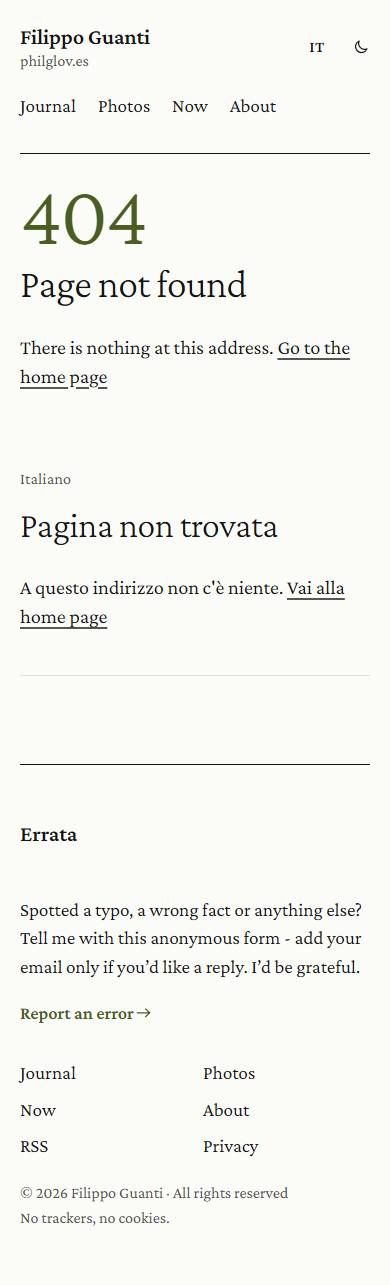 Filippo Guanti
philglov.es
IT
Journal Photos Now About
404
Page not found
There is nothing at this address. Go to the
home page
Italiano
Pagina non trovata
A questo indirizzo non c'è niente. Vai alla
home page
Errata
Spotted a typo, a wrong fact or anything else?
Tell me with this anonymous form - add your
email only if you’d like a reply. I’d be grateful.
Report an error →
Journal Photos
Now About
RSS Privacy
© 2026 Filippo Guanti · All rights reserved
No trackers, no cookies.